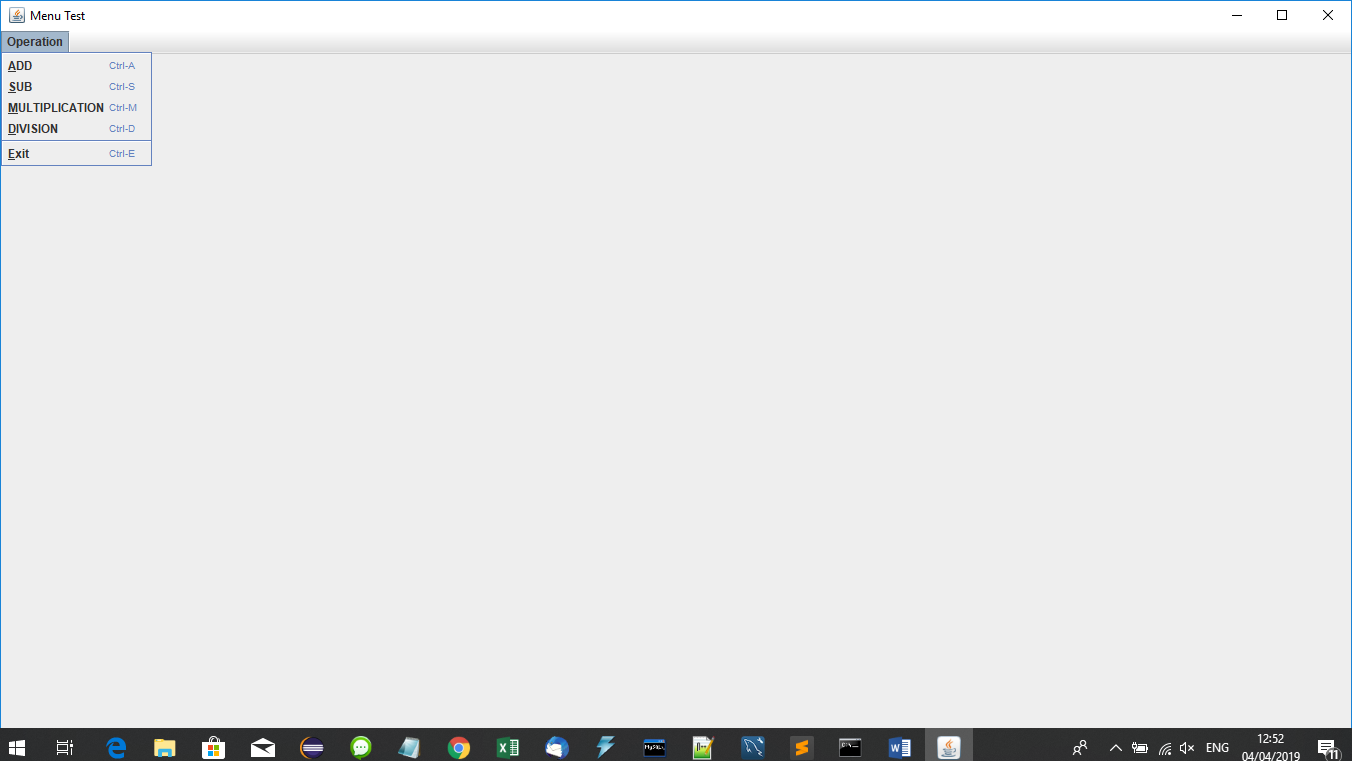 Menu Test
Operation
ADD Ctrl-A
SUB Ctrl-S
MULTIPLICATION Ctrl-M
DIVISION Ctrl-D
Exit Ctrl-E
ENG
12:52
04/04/2019
11